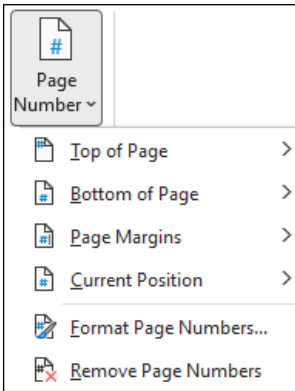 #
Page
Number
Top of Page
Bottom of Page
Page Margins
Current Position
Format Page Numbers...
Remove Page Numbers